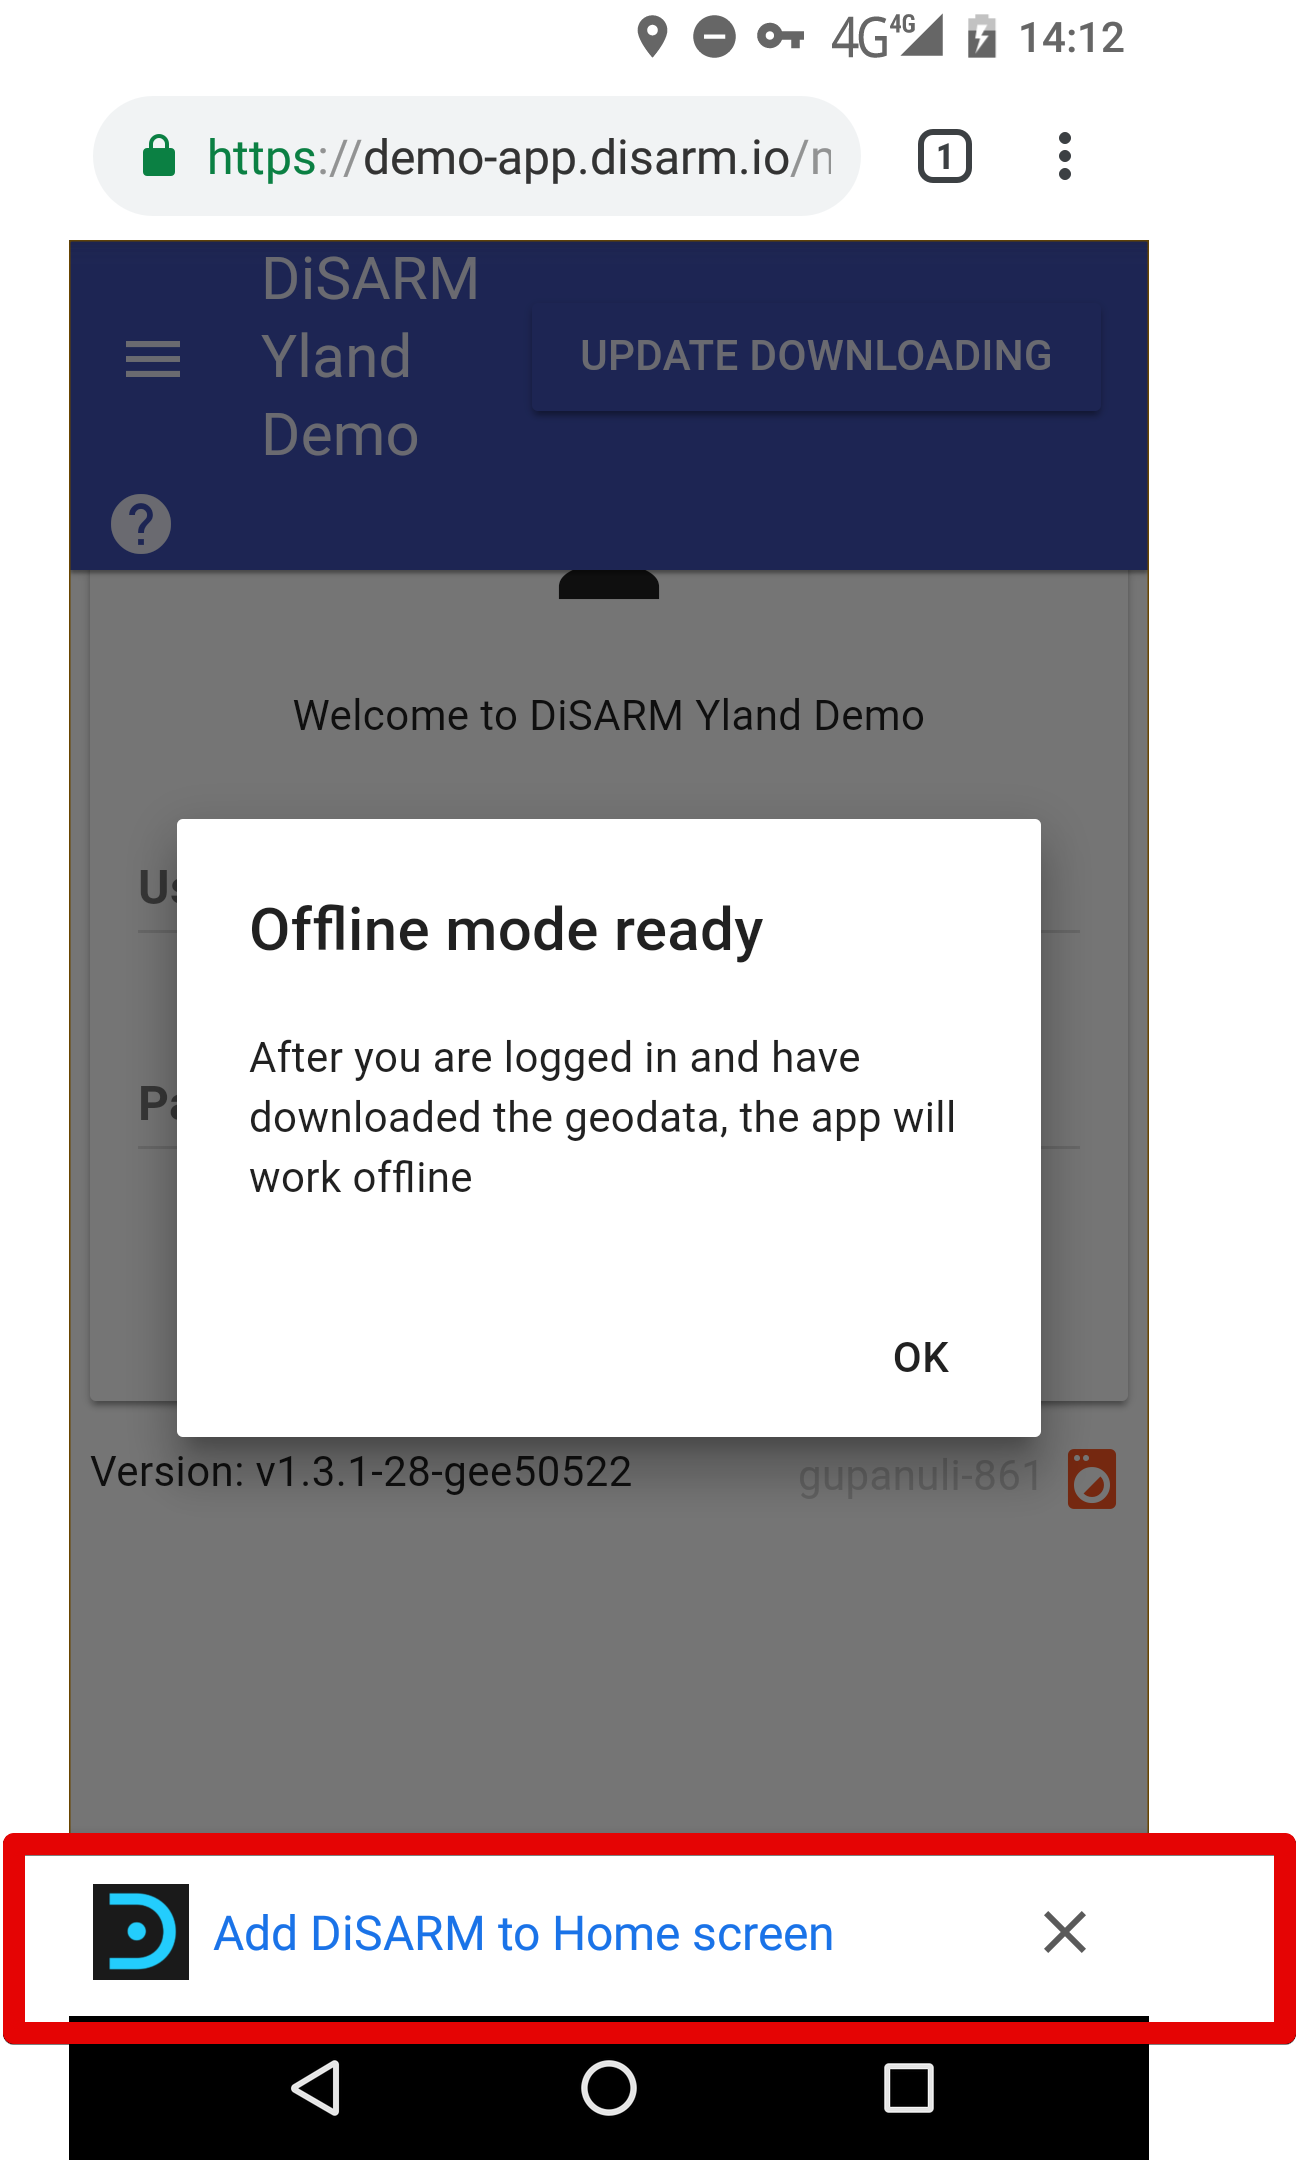 4G 4G 14:12
https://demo-app.disarm.io/n
1
DiSARM
Yland
Demo
UPDATE DOWNLOADING
?
Welcome to DiSARM Yland Demo
Us
Offline mode ready
After you are logged in and have
downloaded the geodata, the app will
work offline
Pa
OK
Version: v1.3.1-28-gee50522
gupanuli-861
Add DiSARM to Home screen